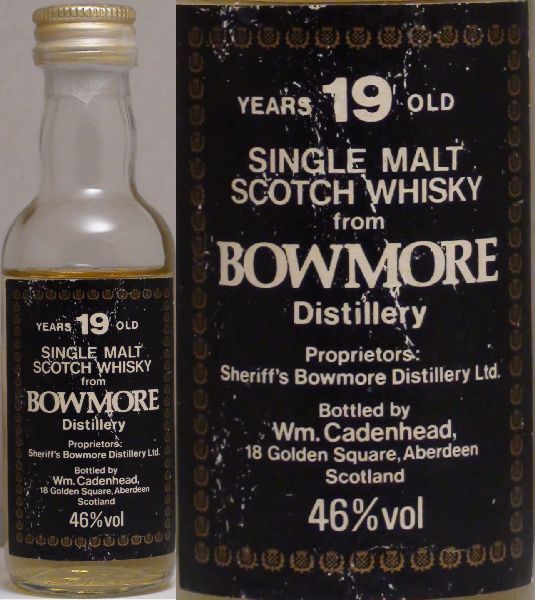 YEARS 19 OLD
SINGLE MALT
SCOTCH WHISKY
from
BOWMORE
Distillery
Proprietors:
Sheriff's Bowmore Distillery Ltd.
Bottled by
Wm. Cadenhead,
18 Golden Square, Aberdeen
Scotland
46%vol
YEARS 19 OLD
SINGLE MALT
SCOTCH WHISKY
from
BOWMORE
Distillery
Proprietors:
Sheriff's Bowmore Distillery Ltd.
Bottled by
Wm. Cadenhead,
18 Golden Square, Aberdeen
Scotland
46%vol